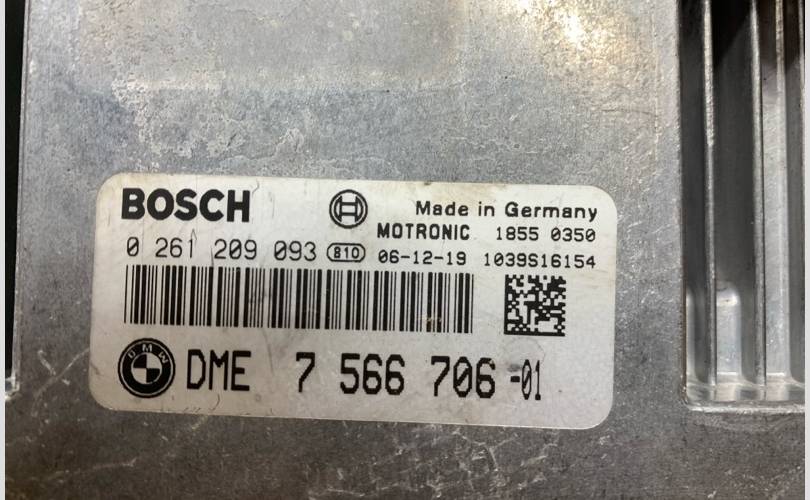 BOSCH
Made in Germany
MOTRONIC 1855 0350
0 261 209 093 810 06-12-19 1039S16154
BMW DME 7 566 706 -01